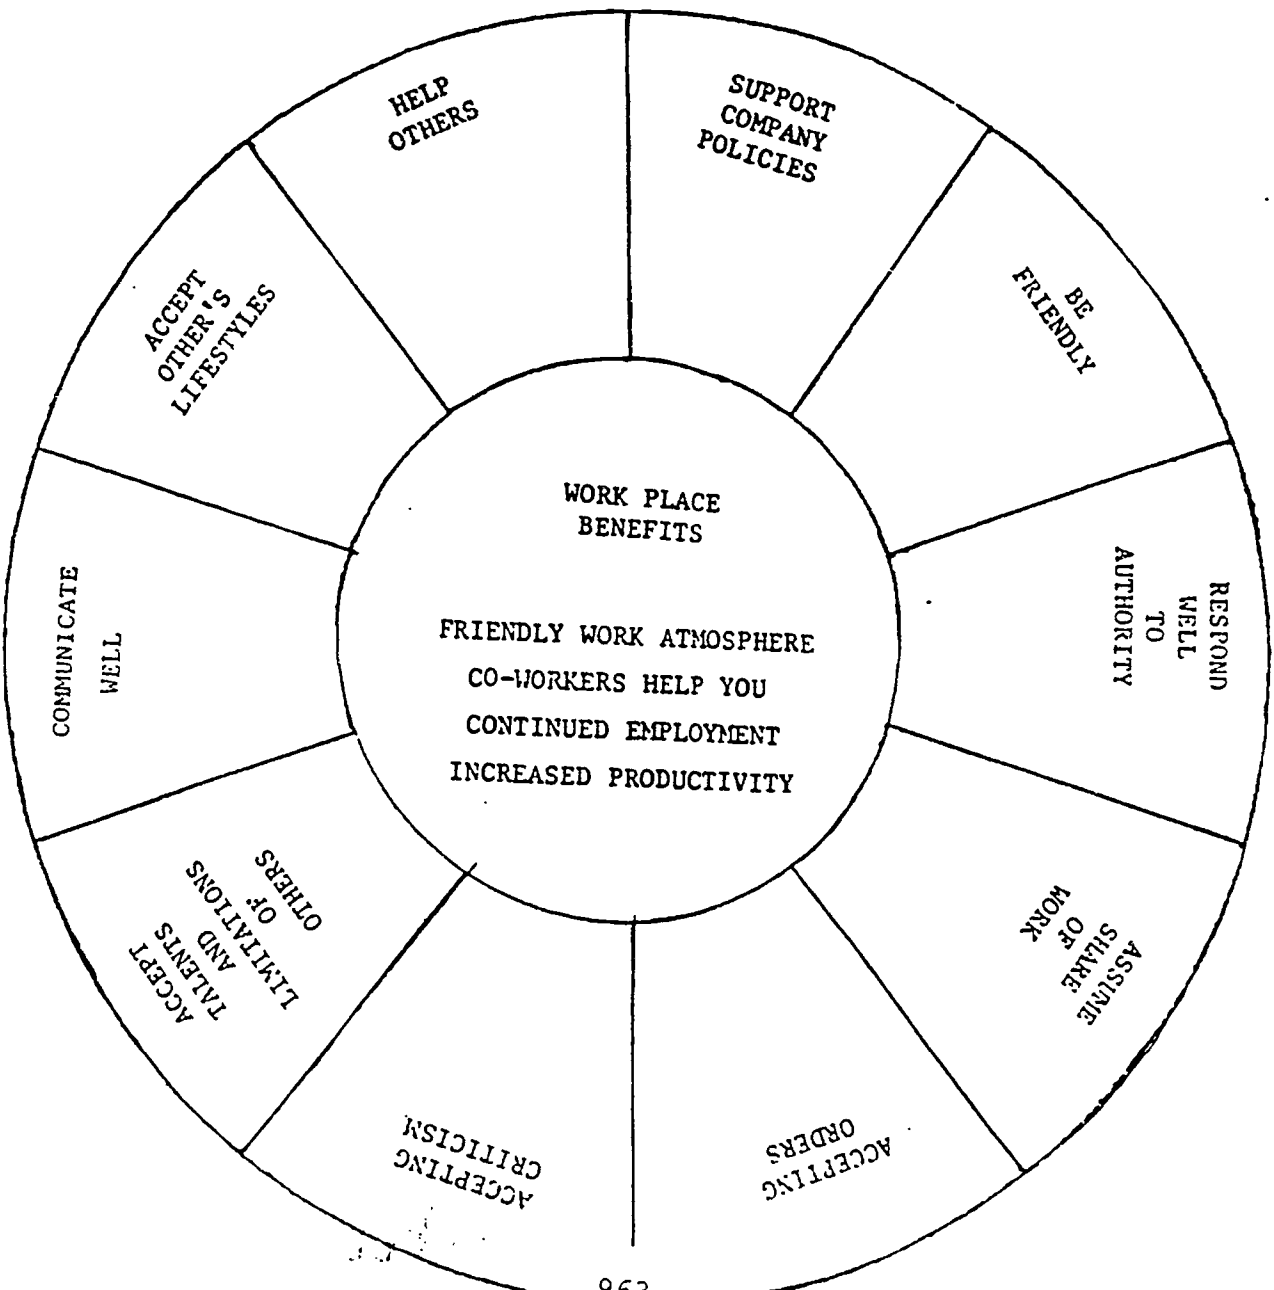 HELP
OTHERS
SUPPORT
COMPANY
POLICIES
BE
FRIENDLY
RESPOND
WELL
TO
AUTHORITY
ASSUME
SHARE
OF
WORK
ACCEPTING
ORDERS
ACCEPTING
CRITICISM
ACCEPT
TALENTS
AND
LIMITATIONS
OF
OTHERS
COMMUNICATE
WELL
ACCEPT
OTHER'S
LIFESTYLES
WORK PLACE
BENEFITS
FRIENDLY WORK ATMOSPHERE
CO-WORKERS HELP YOU
CONTINUED EMPLOYMENT
INCREASED PRODUCTIVITY